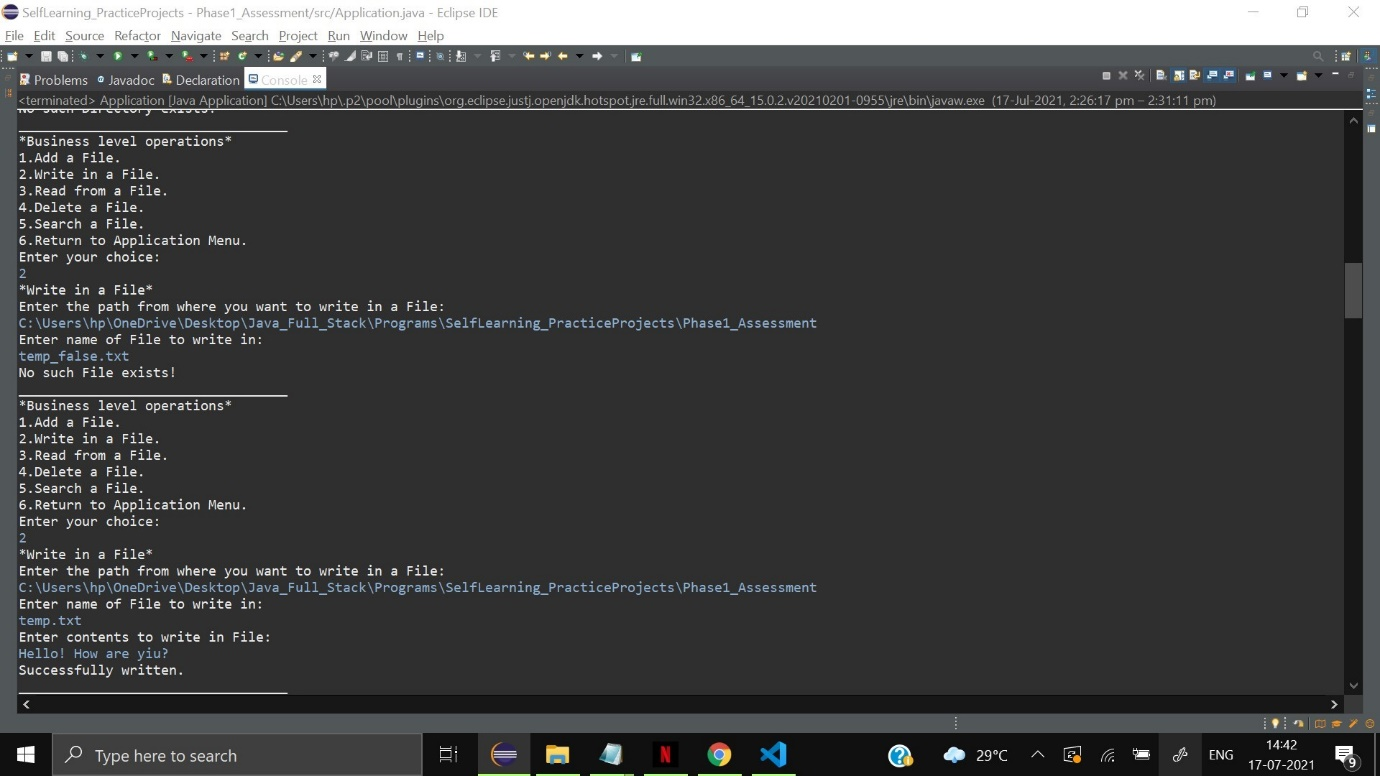 SelfLearning_PracticeProjects - Phase1_Assessment/src/Application.java - Eclipse IDE
File Edit Source Refactor Navigate Search Project Run Window Help
Problems Javadoc Declaration Console
<terminated> Application [Java Application] C:\Users\hp\.p2\pool\plugins\org.eclipse.justj.openjdk.hotspot.jre.full.win32.x86_64_15.0.2.v20210201-0955\jre\bin\javaw.exe (17-Jul-2021, 2:26:17 pm – 2:31:11 pm)
No such Directory exists!
*Business level operations*
1.Add a File.
2.Write in a File.
3.Read from a File.
4.Delete a File.
5.Search a File.
6.Return to Application Menu.
Enter your choice:
2
*Write in a File*
Enter the path from where you want to write in a File:
C:\Users\hp\OneDrive\Desktop\Java_Full_Stack\Programs\SelfLearning_PracticeProjects\Phase1_Assessment
Enter name of File to write in:
temp_false.txt
No such File exists!
*Business level operations*
1.Add a File.
2.Write in a File.
3.Read from a File.
4.Delete a File.
5.Search a File.
6.Return to Application Menu.
Enter your choice:
2
*Write in a File*
Enter the path from where you want to write in a File:
C:\Users\hp\OneDrive\Desktop\Java_Full_Stack\Programs\SelfLearning_PracticeProjects\Phase1_Assessment
Enter name of File to write in:
temp.txt
Enter contents to write in File:
Hello! How are yiu?
Successfully written.
Type here to search
N
29°C
ENG
14:42
17-07-2021
9